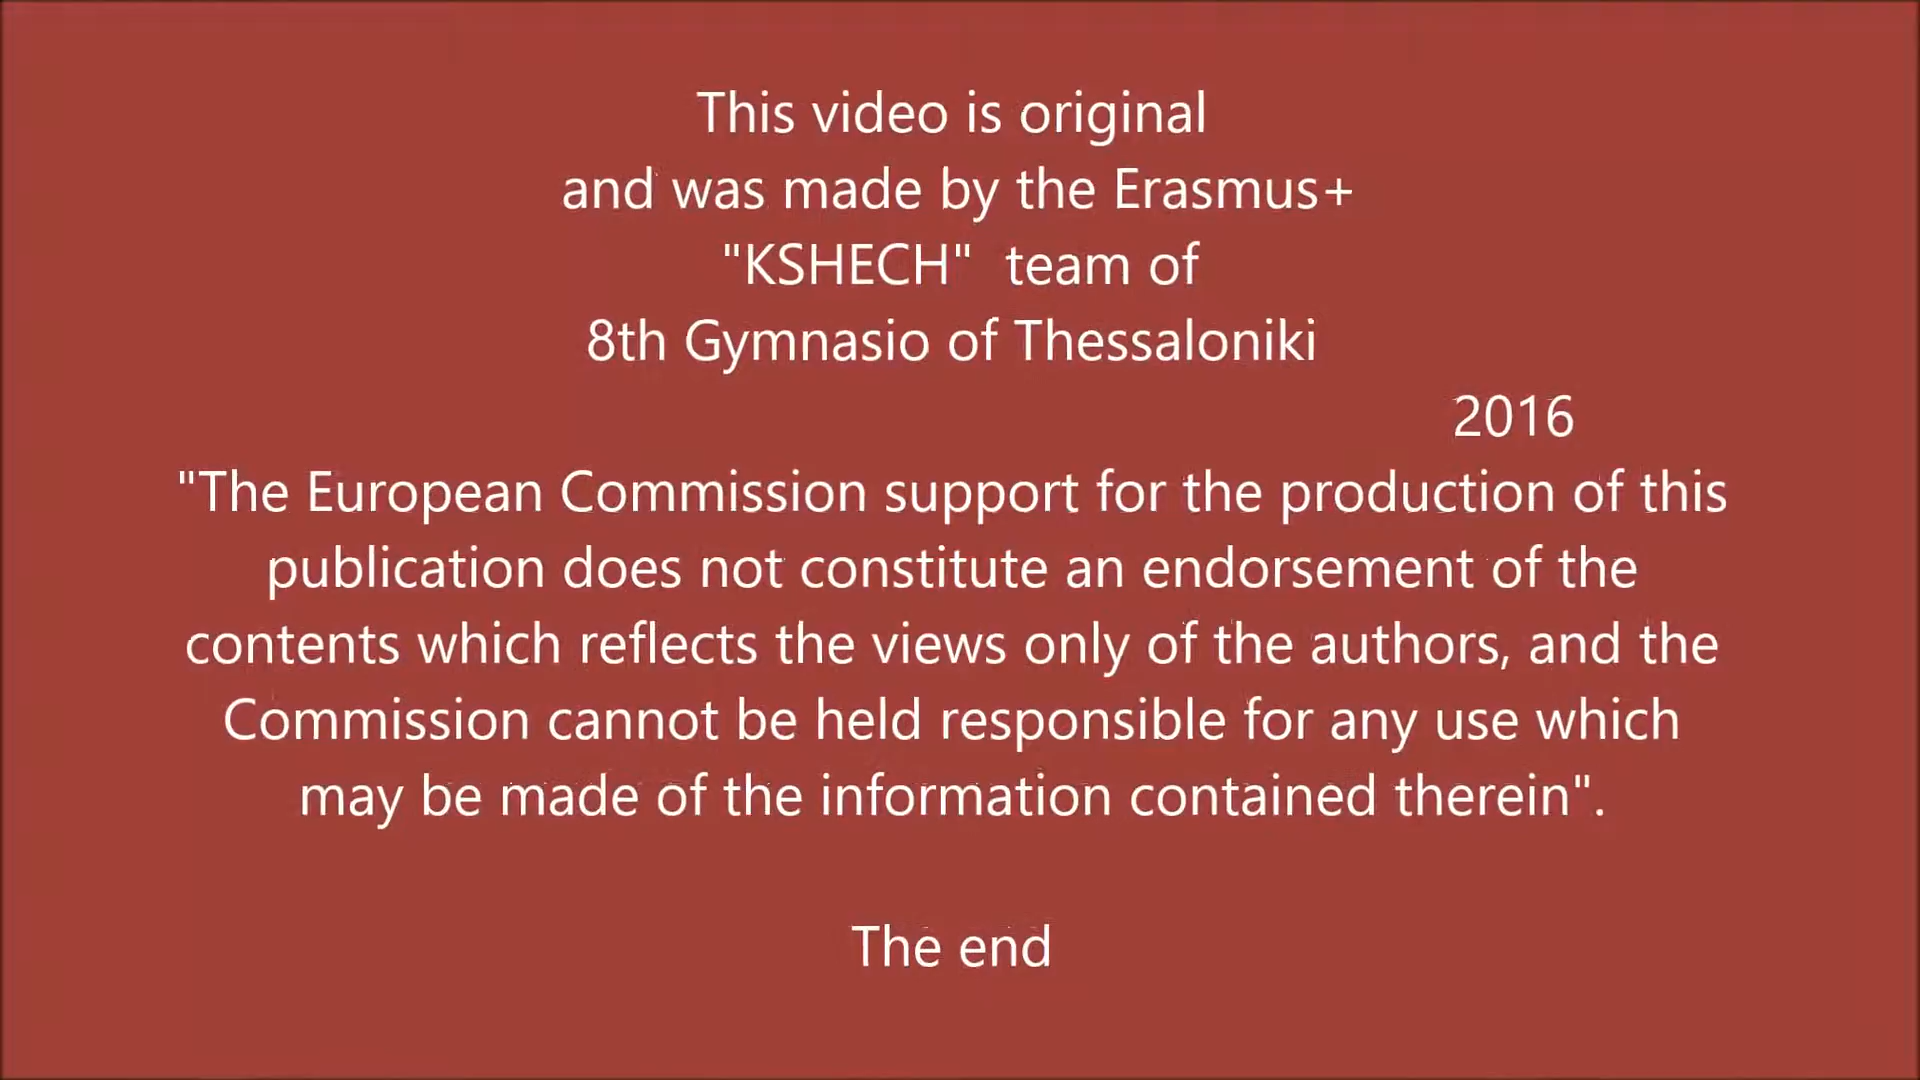 This video is original
and was made by the Erasmus+
"KSHECH"  team of
8th Gymnasio of Thessaloniki
2016
"The European Commission support for the production of this
publication does not constitute an endorsement of the
contents which reflects the views only of the authors, and the
Commission cannot be held responsible for any use which
may be made of the information contained therein".
The end